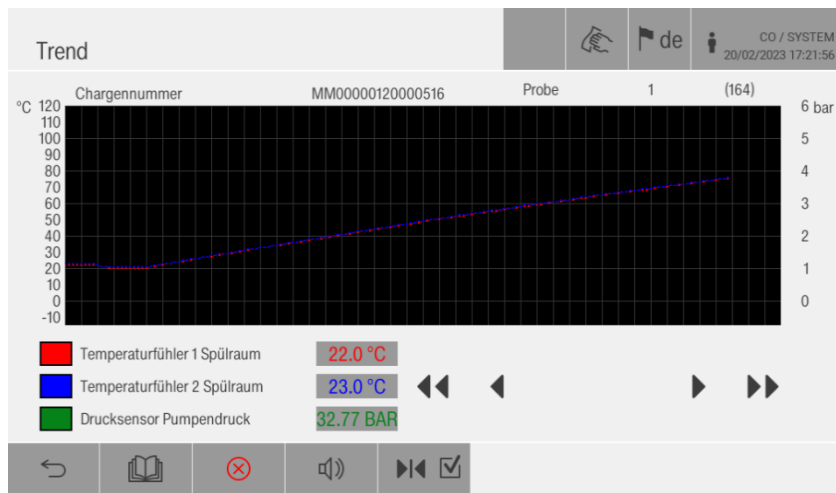 Trend
de
CO / SYSTEM
20/02/2023 17:21:56
Chargennummer MM00000120000516 Probe 1 (164)
°C 120 6 bar
110
100 5
90
80 4
70
60 3
50
40 2
30
20 1
10
0 0
-10
Temperaturfühler 1 Spülraum 22.0 °C
Temperaturfühler 2 Spülraum 23.0 °C
Drucksensor Pumpendruck 32.77 BAR